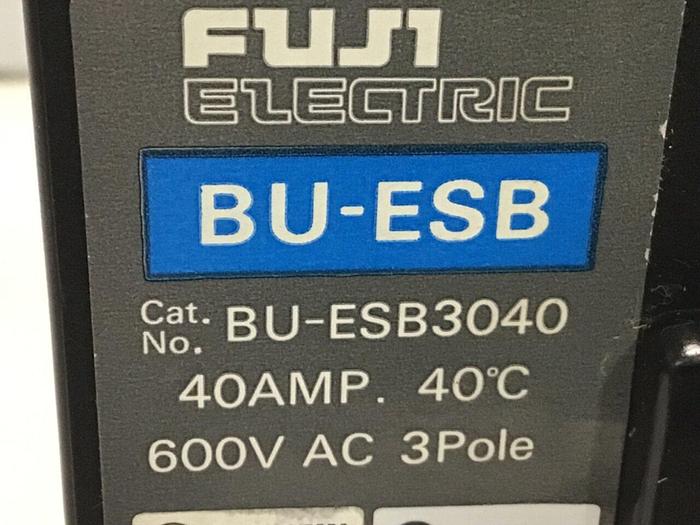 FUJI
ELECTRIC
BU-ESB
Cat. No. BU-ESB3040
40AMP. 40°C
600V AC 3Pole